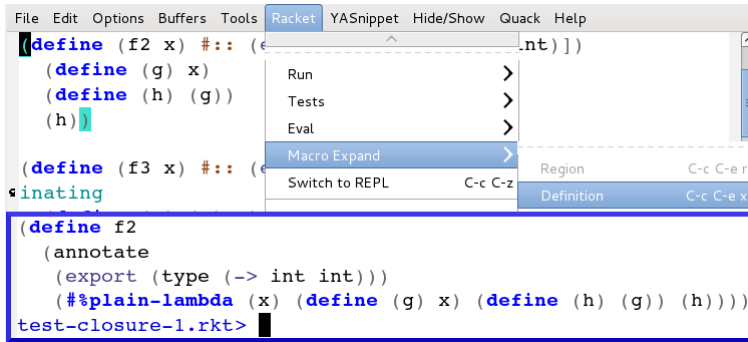 File Edit Options Buffers Tools Racket YASnippet Hide/Show Quack Help
(define (f2 x) #:: (e
nt)])
(define (g) x)
(define (h) (g))
(h))
(define (f3 x) #:: (e
inating
Run
Tests
Eval
Macro Expand
Switch to REPL C-c C-z
Region C-c C-e r
Definition C-c C-e x
(define f2
(annotate
(export (type (-> int int)))
(#%plain-lambda (x) (define (g) x) (define (h) (g)) (h))))
test-closure-1.rkt>